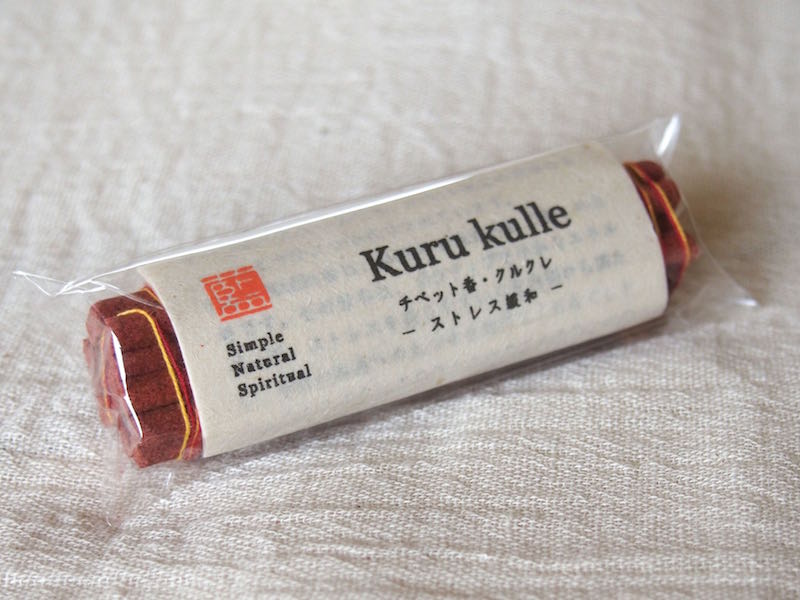 Kuru kulle
チベット香・クルクレ
― ストレス緩和 ―
Simple
Natural
Spiritual